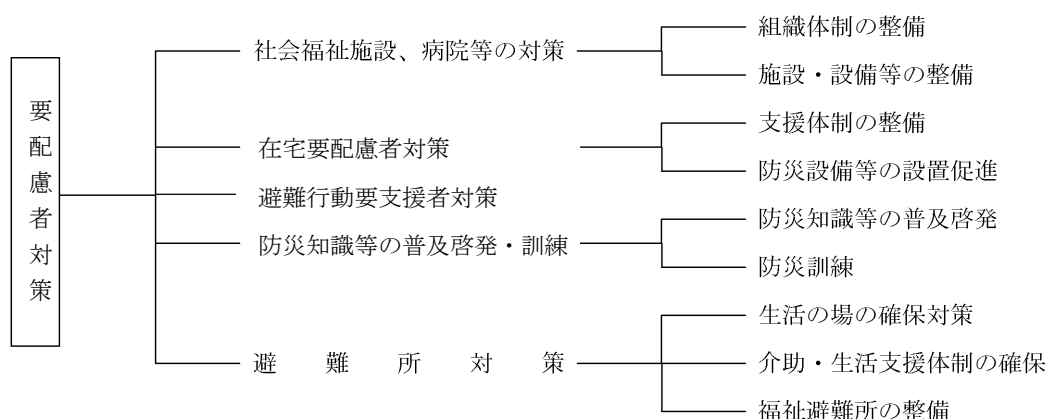 要配慮者対策
社会福祉施設、病院等の対策
組織体制の整備
施設・設備等の整備
在宅要配慮者対策
支援体制の整備
防災設備等の設置促進
避難行動要支援者対策
防災知識等の普及啓発・訓練
防災知識等の普及啓発
防災訓練
避難所対策
生活の場の確保対策
介助・生活支援体制の確保
福祉避難所の整備